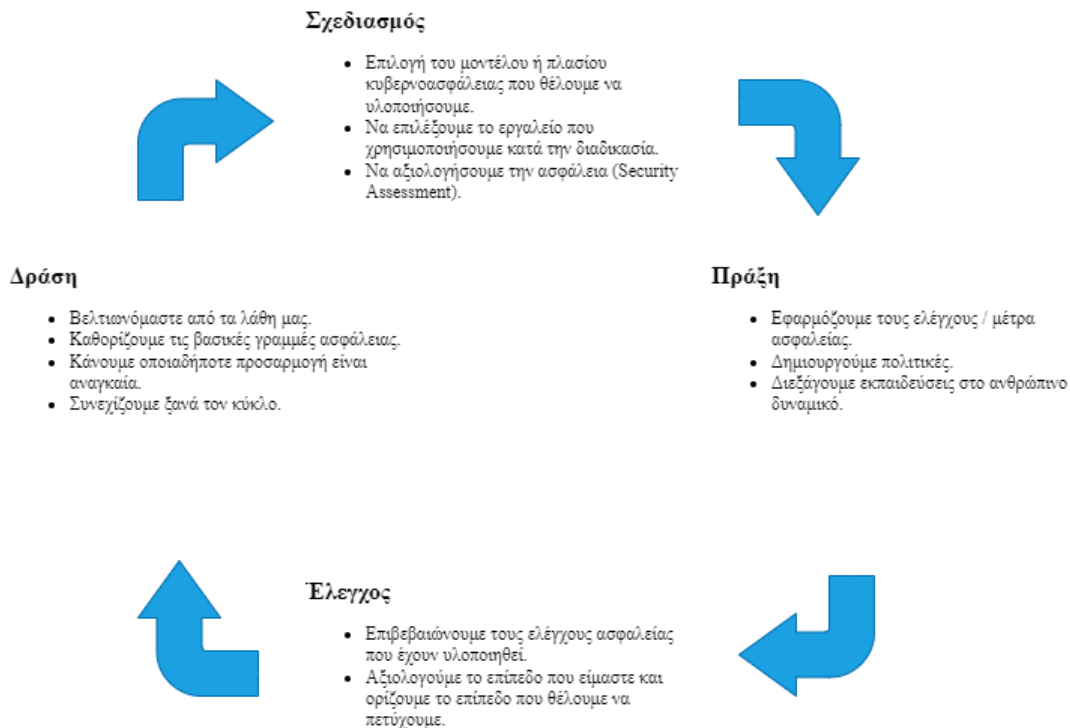 Σχεδιασμός
• Επιλογή του μοντέλου ή πλασίου
κυβερνοασφάλειας που θέλουμε να
υλοποιήσουμε.
• Να επιλέξουμε το εργαλείο που
χρησιμοποιήσουμε κατά την διαδικασία.
• Να αξιολογήσουμε την ασφάλεια (Security
Assessment).
Πράξη
• Εφαρμόζουμε τους ελέγχους / μέτρα
ασφαλείας.
• Δημιουργούμε πολιτικές.
• Διεξάγουμε εκπαιδεύσεις στο ανθρώπινο
δυναμικό.
Έλεγχος
• Επιβεβαιώνουμε τους ελέγχους ασφαλείας
που έχουν υλοποιηθεί.
• Αξιολογούμε το επίπεδο που είμαστε και
ορίζουμε το επίπεδο που θέλουμε να
πετύχουμε.
Δράση
• Βελτιωνόμαστε από τα λάθη μας.
• Καθορίζουμε τις βασικές γραμμές ασφάλειας.
• Κάνουμε οποιαδήποτε προσαρμογή είναι
αναγκαία.
• Συνεχίζουμε ξανά τον κύκλο.